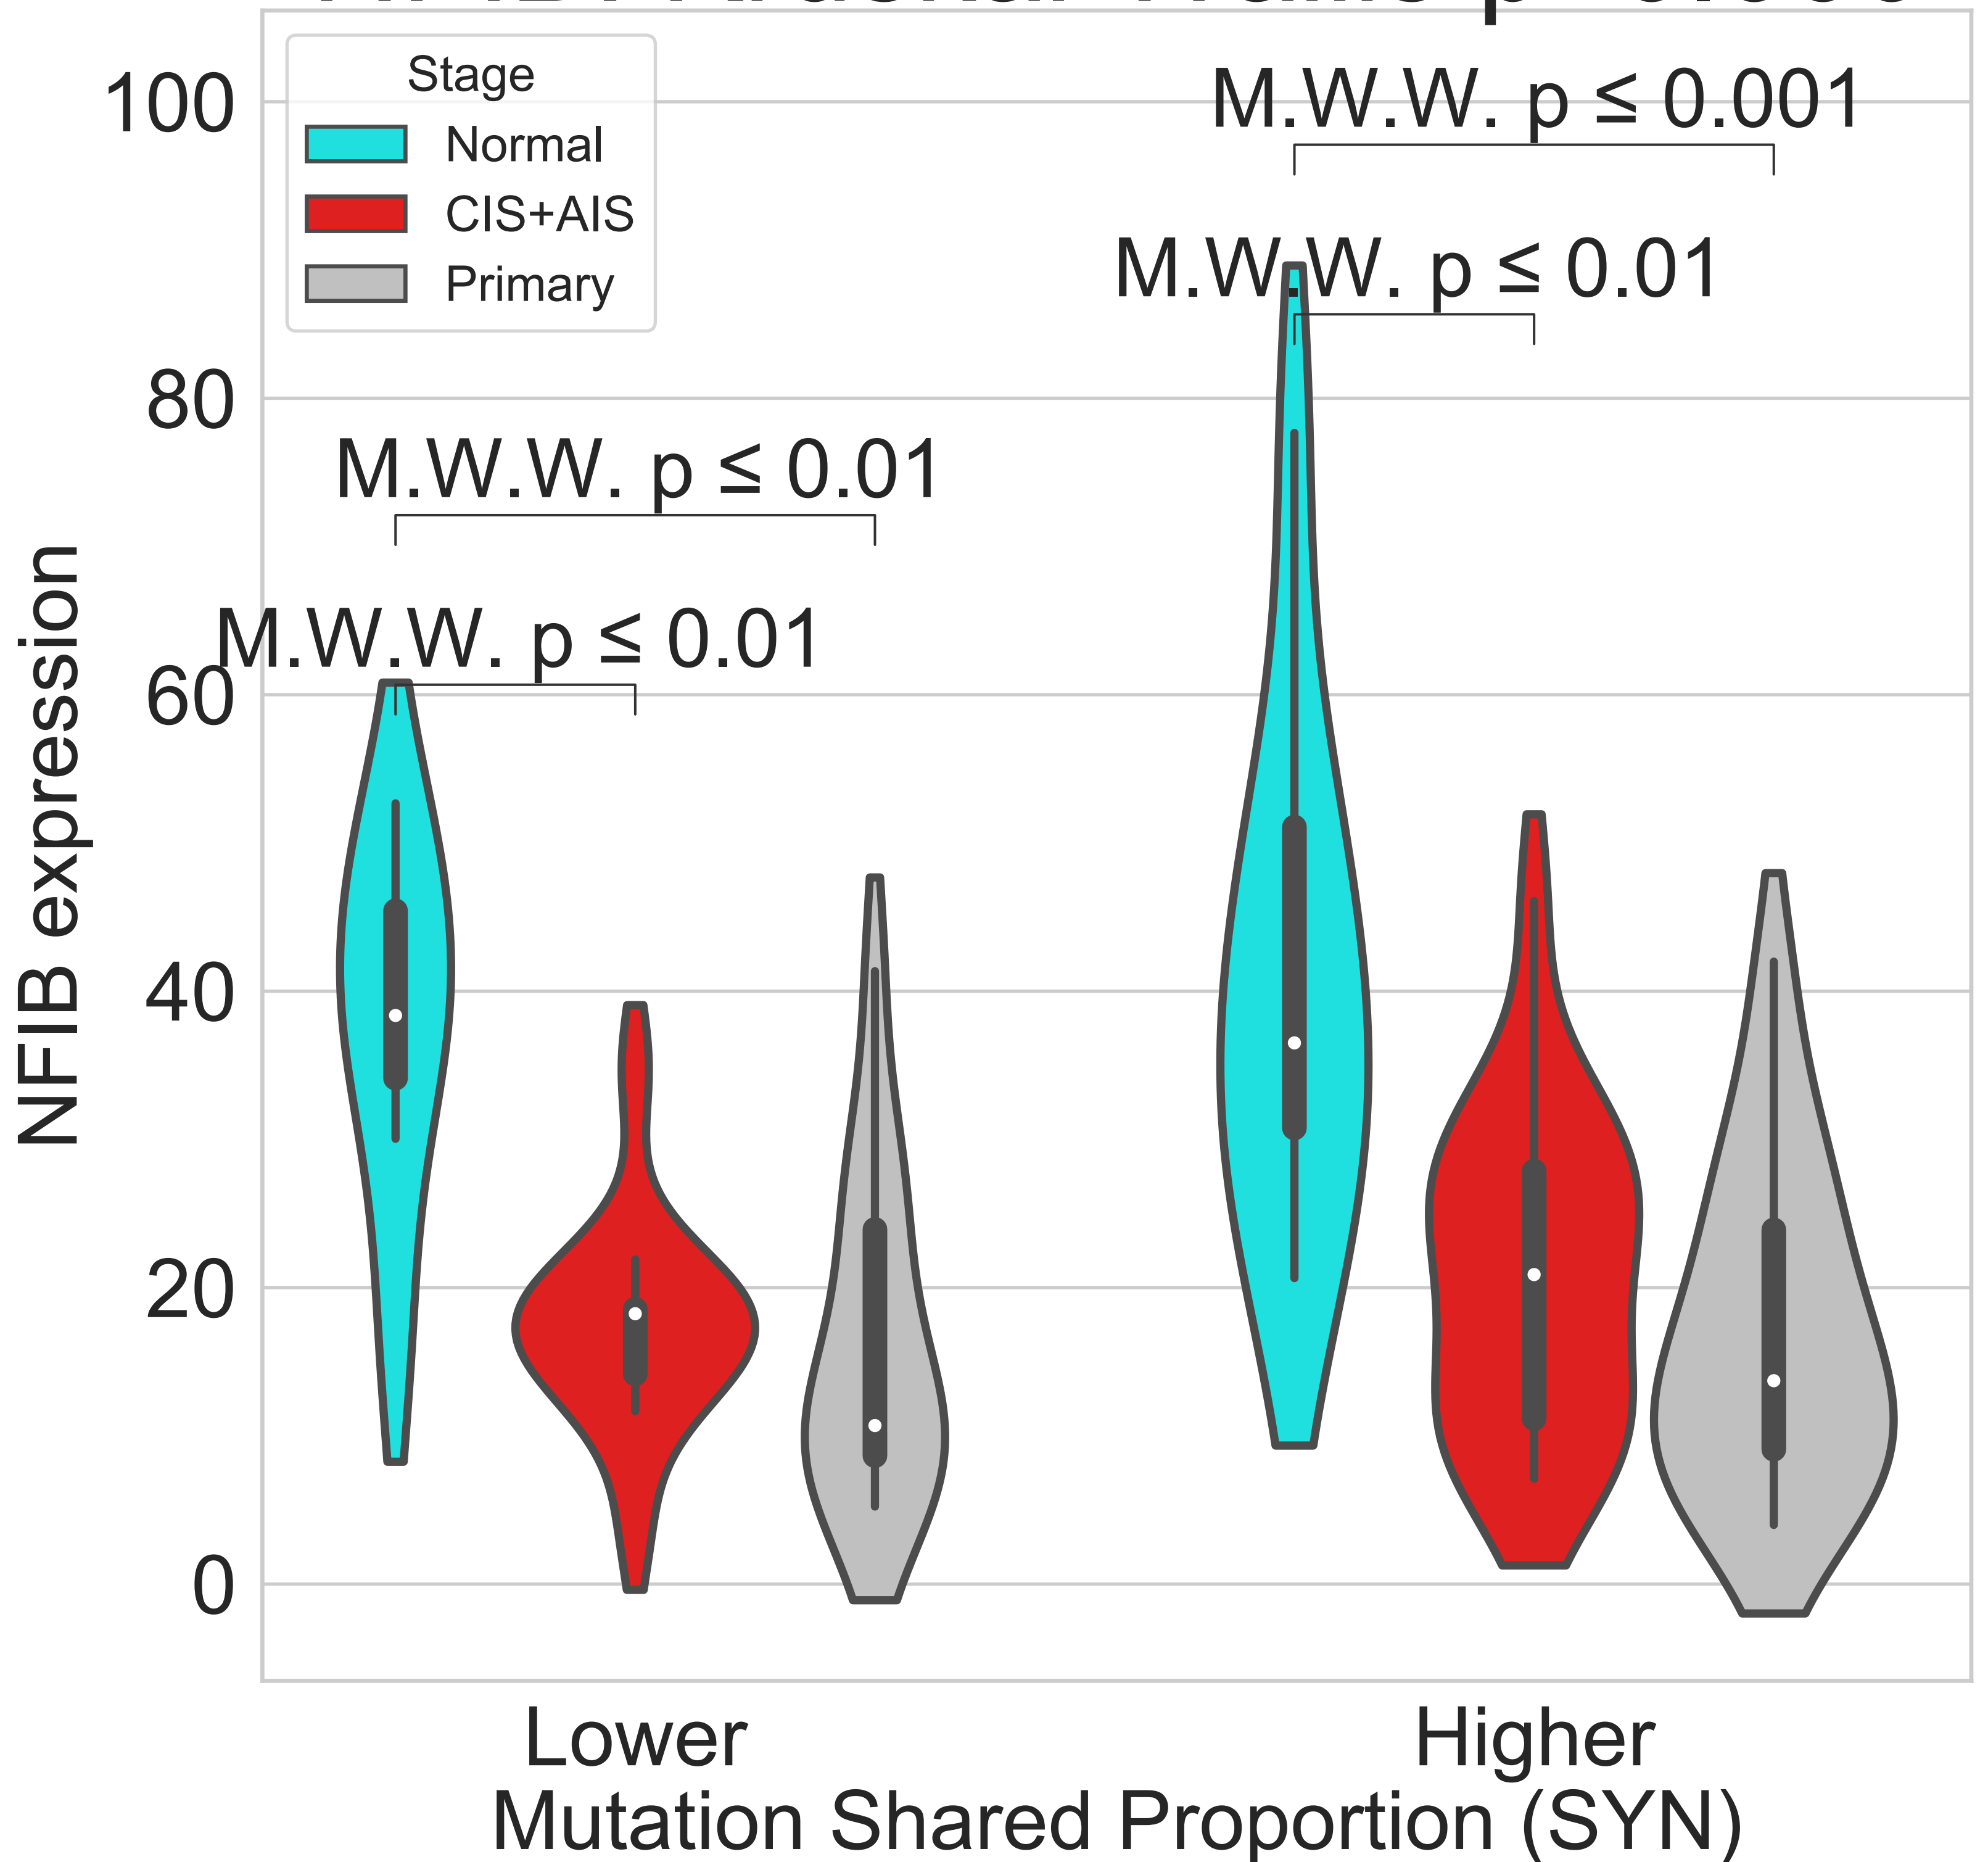 Stage
Normal
CIS+AIS
Primary
M.W.W. p ≤ 0.001
M.W.W. p ≤ 0.01
M.W.W. p ≤ 0.01
M.W.W. p ≤ 0.01
100
80
60
40
20
0
NFIB expression
Lower
Higher
Mutation Shared Proportion (SYN)